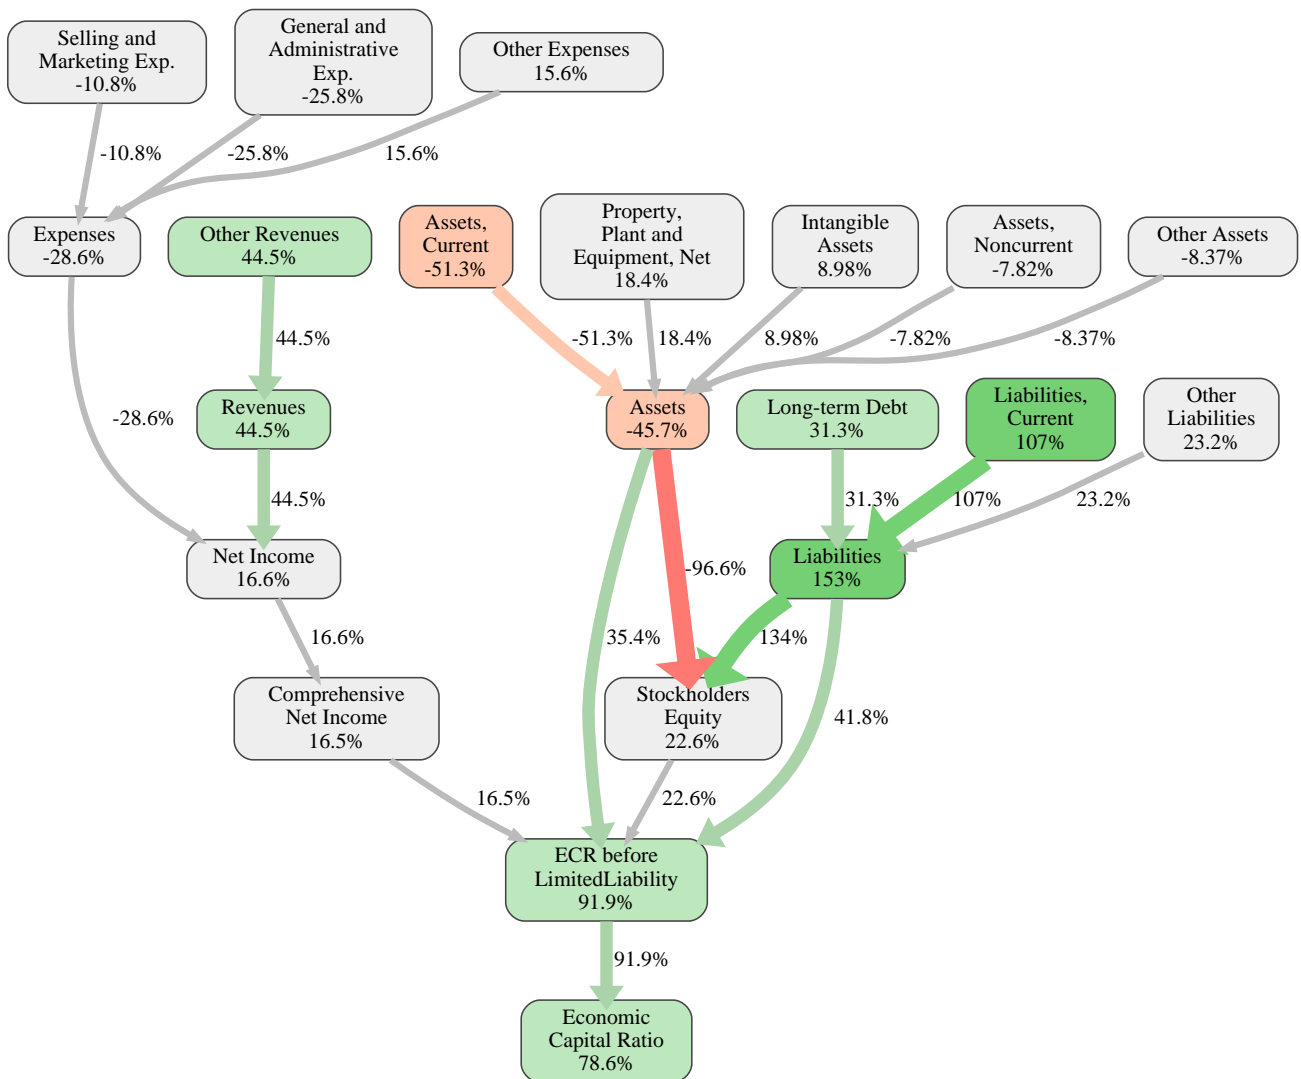 Selling and
Marketing Exp.
-10.8%
General and
Administrative
Exp.
-25.8%
Other Expenses
15.6%
-10.8%
-25.8%
15.6%
Expenses
-28.6%
Other Revenues
44.5%
Assets,
Current
-51.3%
Property,
Plant and
Equipment, Net
18.4%
Intangible
Assets
8.98%
Assets,
Noncurrent
-7.82%
Other Assets
-8.37%
44.5%
-51.3%
18.4%
8.98%
-7.82%
-8.37%
-28.6%
Revenues
44.5%
Assets
-45.7%
Long-term Debt
31.3%
Liabilities,
Current
107%
Other
Liabilities
23.2%
44.5%
31.3%
107%
23.2%
Net Income
16.6%
-96.6%
Liabilities
153%
16.6%
35.4%
134%
Comprehensive
Net Income
16.5%
Stockholders
Equity
22.6%
41.8%
16.5%
22.6%
ECR before
LimitedLiability
91.9%
91.9%
Economic
Capital Ratio
78.6%